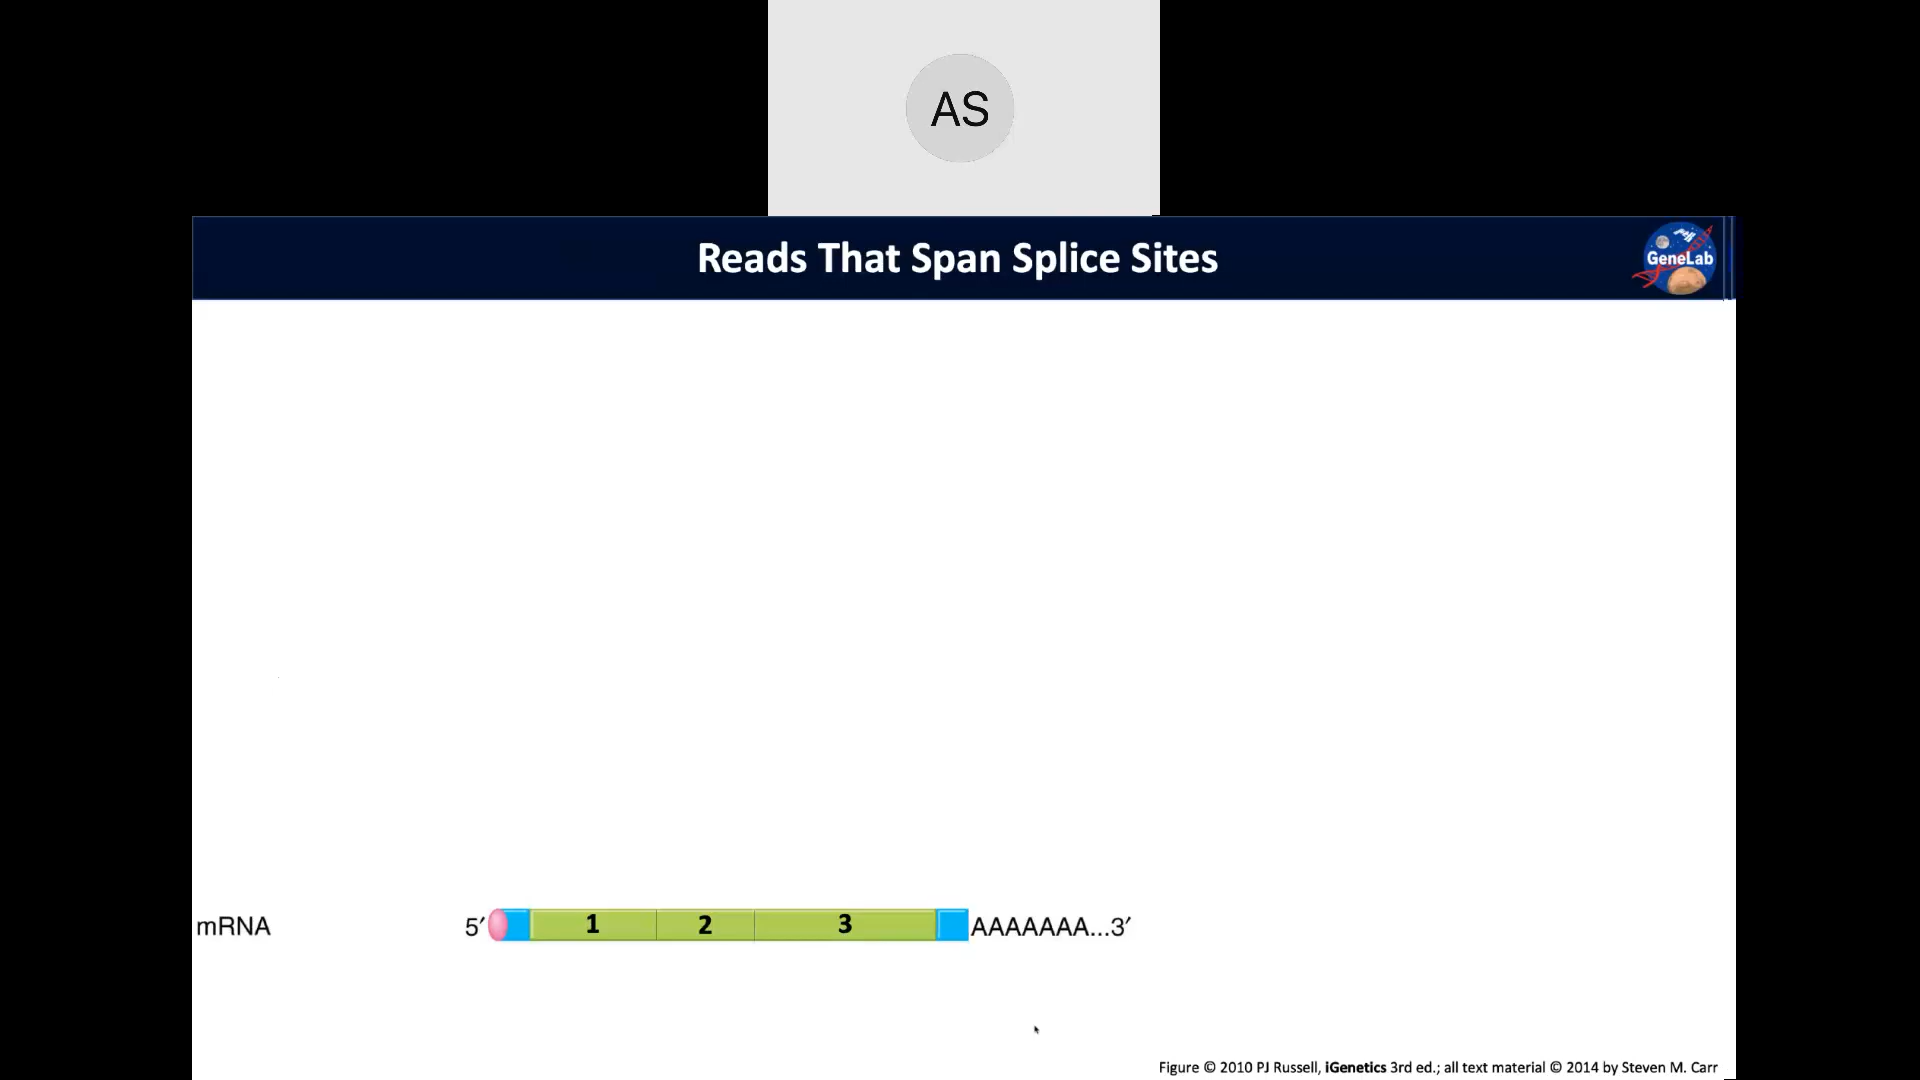 AS
Reads That Span Splice Sites
GeneLab
mRNA 5′ 1 2 3 AAAAAAA...3′
Figure © 2010 PJ Russell, iGenetics 3rd ed.; all text material © 2014 by Steven M. Carr